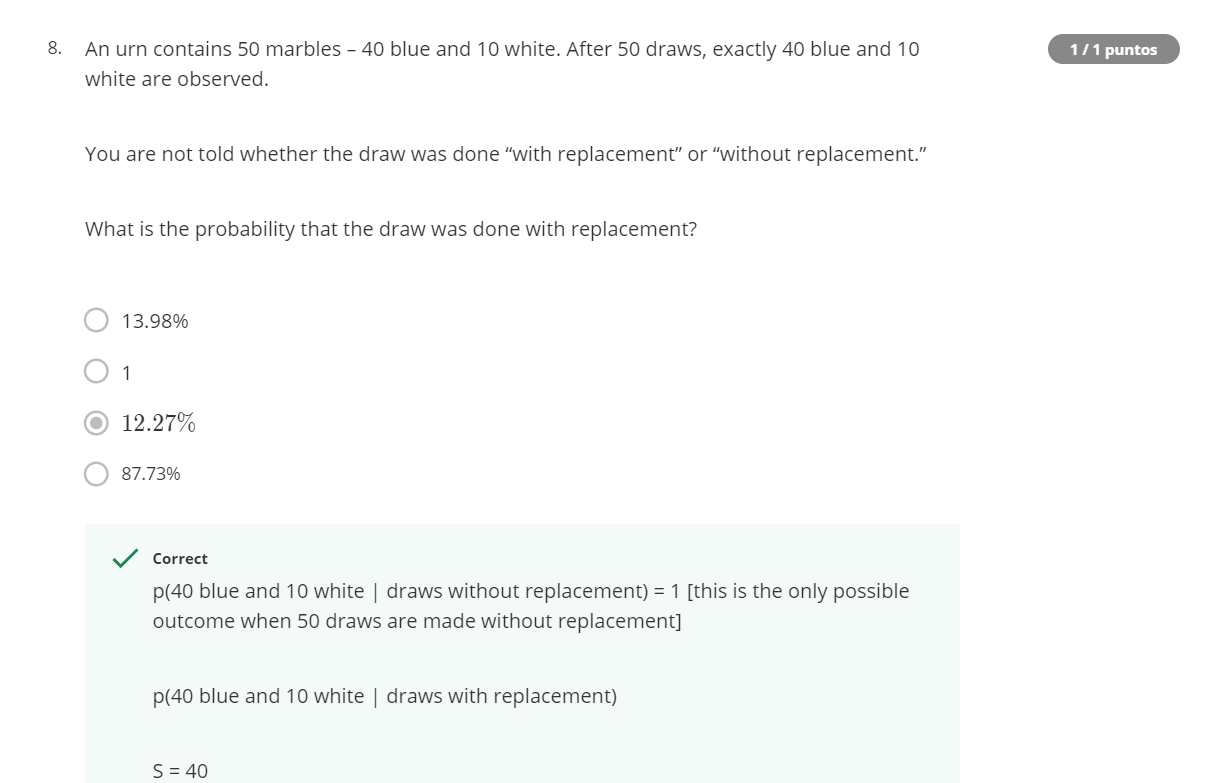 8. An urn contains 50 marbles – 40 blue and 10 white. After 50 draws, exactly 40 blue and 10
1 / 1 puntos
white are observed.
You are not told whether the draw was done “with replacement” or “without replacement.”
What is the probability that the draw was done with replacement?
13.98%
1
12.27%
87.73%
Correct
p(40 blue and 10 white | draws without replacement) = 1 [this is the only possible
outcome when 50 draws are made without replacement]
p(40 blue and 10 white | draws with replacement)
S = 40